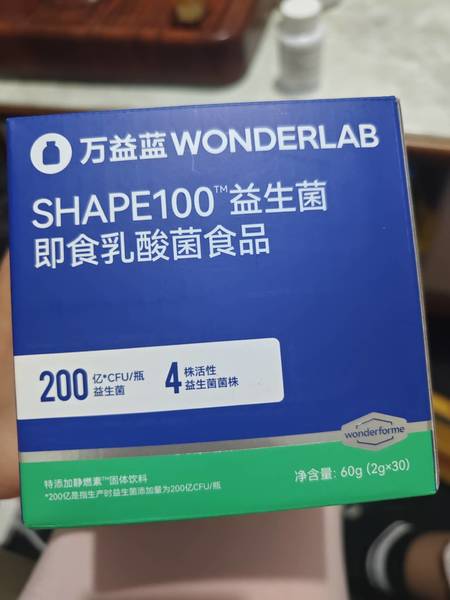 万益蓝 WONDERLAB
SHAPE100™益生菌
即食乳酸菌食品
200 亿*CFU/瓶 益生菌
4 株活性 益生菌菌株
wonderforme
特添加静燃素™固体饮料
*200亿是指生产时益生菌添加量为200亿CFU/瓶
净含量: 60g (2g×30)